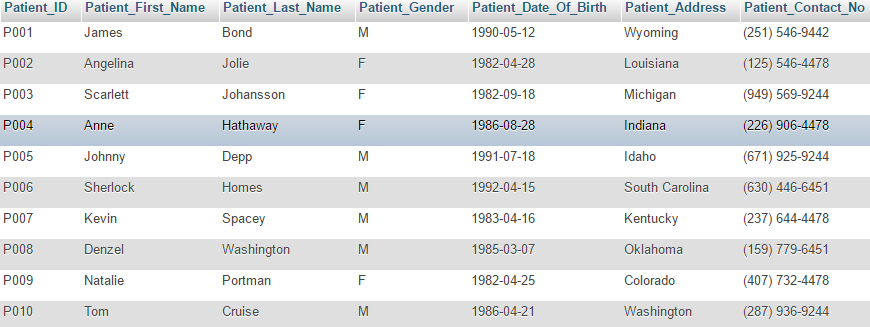 Patient_ID Patient_First_Name Patient_Last_Name Patient_Gender Patient_Date_Of_Birth Patient_Address Patient_Contact_No
P001 James Bond M 1990-05-12 Wyoming (251) 546-9442
P002 Angelina Jolie F 1982-04-28 Louisiana (125) 546-4478
P003 Scarlett Johansson F 1982-09-18 Michigan (949) 569-9244
P004 Anne Hathaway F 1986-08-28 Indiana (226) 906-4478
P005 Johnny Depp M 1991-07-18 Idaho (671) 925-9244
P006 Sherlock Homes M 1992-04-15 South Carolina (630) 446-6451
P007 Kevin Spacey M 1983-04-16 Kentucky (237) 644-4478
P008 Denzel Washington M 1985-03-07 Oklahoma (159) 779-6451
P009 Natalie Portman F 1982-04-25 Colorado (407) 732-4478
P010 Tom Cruise M 1986-04-21 Washington (287) 936-9244